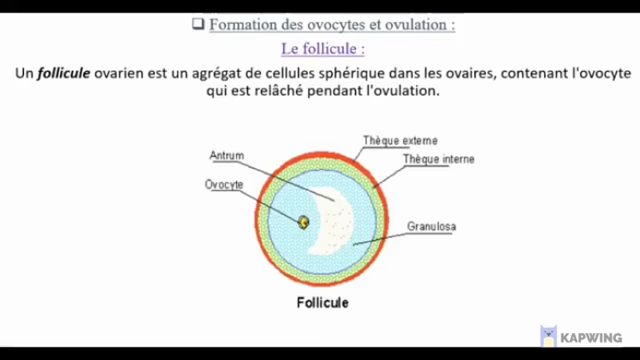 Formation des ovocytes et ovulation :
Le follicule :
Un follicule ovarien est un agrégat de cellules sphérique dans les ovaires, contenant l'ovocyte
qui est relâché pendant l'ovulation.
Thèque externe
Antrum
Thèque interne
Ovocyte
Granulosa
Follicule
KAPWING